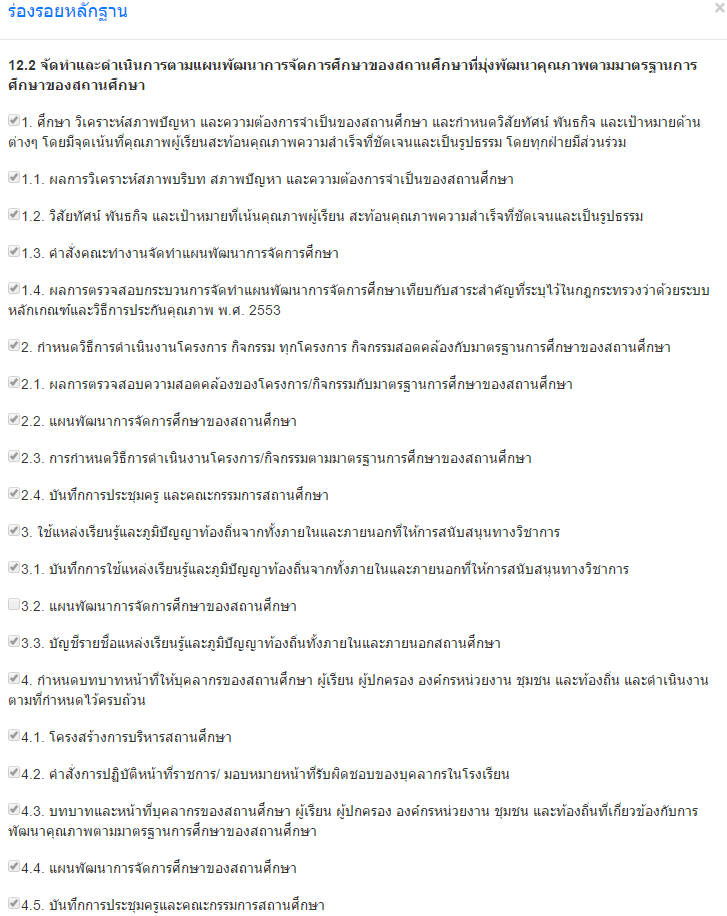 ร่องรอยหลักฐาน
12.2 จัดทำและดำเนินการตามแผนพัฒนาการจัดการศึกษาของสถานศึกษาที่มุ่งพัฒนาคุณภาพตามมาตรฐานการ
ศึกษาของสถานศึกษา
1. ศึกษา วิเคราะห์สภาพปัญหา และความต้องการจำเป็นของสถานศึกษา และกำหนดวิสัยทัศน์ พันธกิจ และเป้าหมายด้าน
ต่างๆ โดยมีจุดเน้นที่คุณภาพผู้เรียนสะท้อนคุณภาพความสำเร็จที่ชัดเจนและเป็นรูปธรรม โดยทุกฝ่ายมีส่วนร่วม
1.1. ผลการวิเคราะห์สภาพบริบท สภาพปัญหา และความต้องการจำเป็นของสถานศึกษา
1.2. วิสัยทัศน์ พันธกิจ และเป้าหมายที่เน้นคุณภาพผู้เรียน สะท้อนคุณภาพความสำเร็จที่ชัดเจนและเป็นรูปธรรม
1.3. คำสั่งคณะทำงานจัดทำแผนพัฒนาการจัดการศึกษา
1.4. ผลการตรวจสอบกระบวนการจัดทำแผนพัฒนาการจัดการศึกษาเทียบกับสาระสำคัญที่ระบุไว้ในกฎกระทรวงว่าด้วยระบบ
หลักเกณฑ์และวิธีการประกันคุณภาพ พ.ศ. 2553
2. กำหนดวิธีการดำเนินงานโครงการ กิจกรรม ทุกโครงการ กิจกรรมสอดคล้องกับมาตรฐานการศึกษาของสถานศึกษา
2.1. ผลการตรวจสอบความสอดคล้องของโครงการ/กิจกรรมกับมาตรฐานการศึกษาของสถานศึกษา
2.2. แผนพัฒนาการจัดการศึกษาของสถานศึกษา
2.3. การกำหนดวิธีการดำเนินงานโครงการ/กิจกรรมตามมาตรฐานการศึกษาของสถานศึกษา
2.4. บันทึกการประชุมครู และคณะกรรมการสถานศึกษา
3. ใช้แหล่งเรียนรู้และภูมิปัญญาท้องถิ่นจากทั้งภายในและภายนอกที่ให้การสนับสนุนทางวิชาการ
3.1. บันทึกการใช้แหล่งเรียนรู้และภูมิปัญญาท้องถิ่นจากทั้งภายในและภายนอกที่ให้การสนับสนุนทางวิชาการ
3.2. แผนพัฒนาการจัดการศึกษาของสถานศึกษา
3.3. บัญชีรายชื่อแหล่งเรียนรู้และภูมิปัญญาท้องถิ่นทั้งภายในและภายนอกสถานศึกษา
4. กำหนดบทบาทหน้าที่ให้บุคลากรของสถานศึกษา ผู้เรียน ผู้ปกครอง องค์กรหน่วยงาน ชุมชน และท้องถิ่น และดำเนินงาน
ตามที่กำหนดไว้ครบถ้วน
4.1. โครงสร้างการบริหารสถานศึกษา
4.2. คำสั่งการปฏิบัติหน้าที่ราชการ/ มอบหมายหน้าที่รับผิดชอบของบุคลากรในโรงเรียน
4.3. บทบาทและหน้าที่บุคลากรของสถานศึกษา ผู้เรียน ผู้ปกครอง องค์กรหน่วยงาน ชุมชน และท้องถิ่นที่เกี่ยวข้องกับการ
พัฒนาคุณภาพตามมาตรฐานการศึกษาของสถานศึกษา
4.4. แผนพัฒนาการจัดการศึกษาของสถานศึกษา
4.5. บันทึกการประชุมครูและคณะกรรมการสถานศึกษา